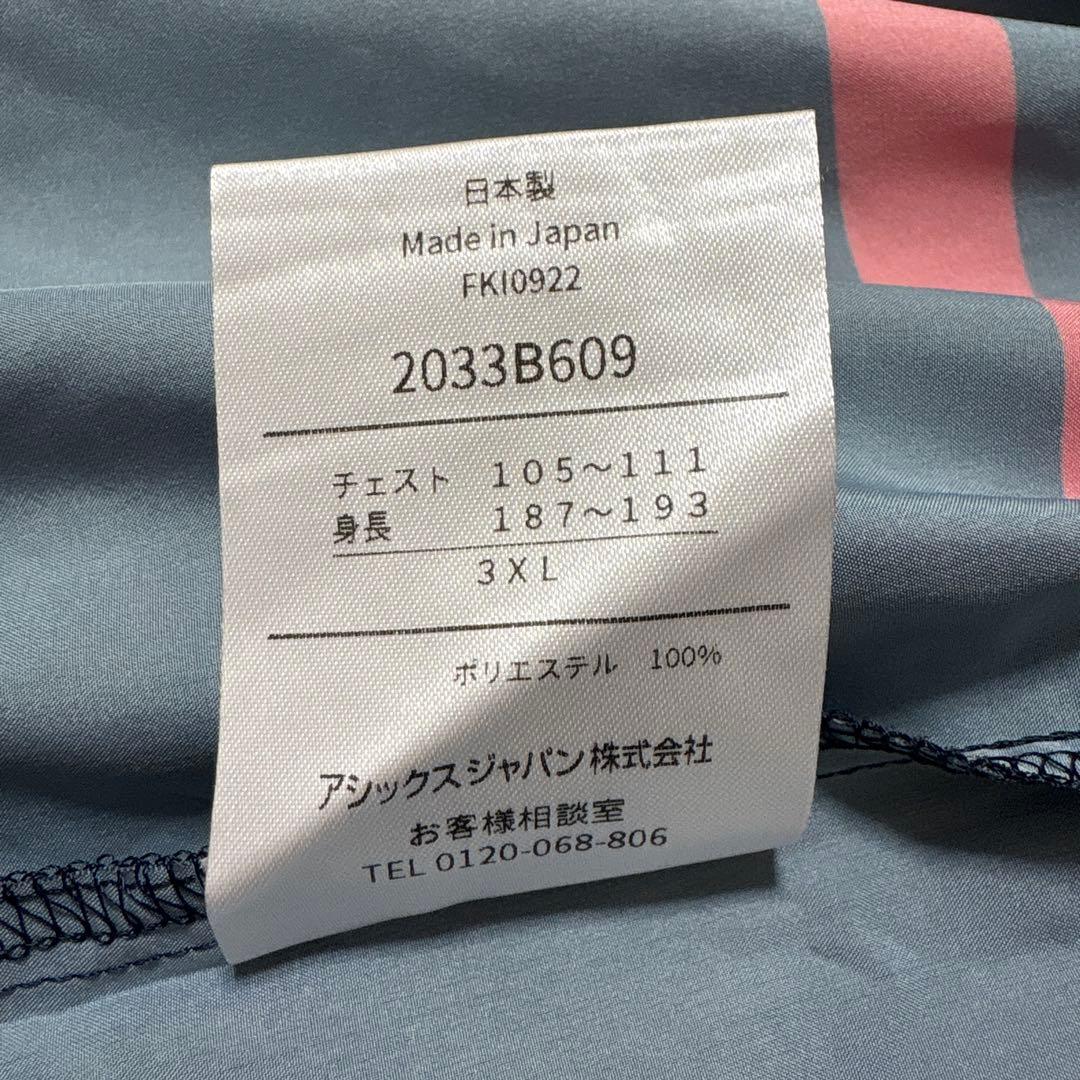 日本製
Made in Japan
FKI0922
2033B609
チェスト 105～111
身長 187～193
3XL
ポリエステル 100%
アシックスジャパン株式会社
お客様相談室
TEL 0120-068-806